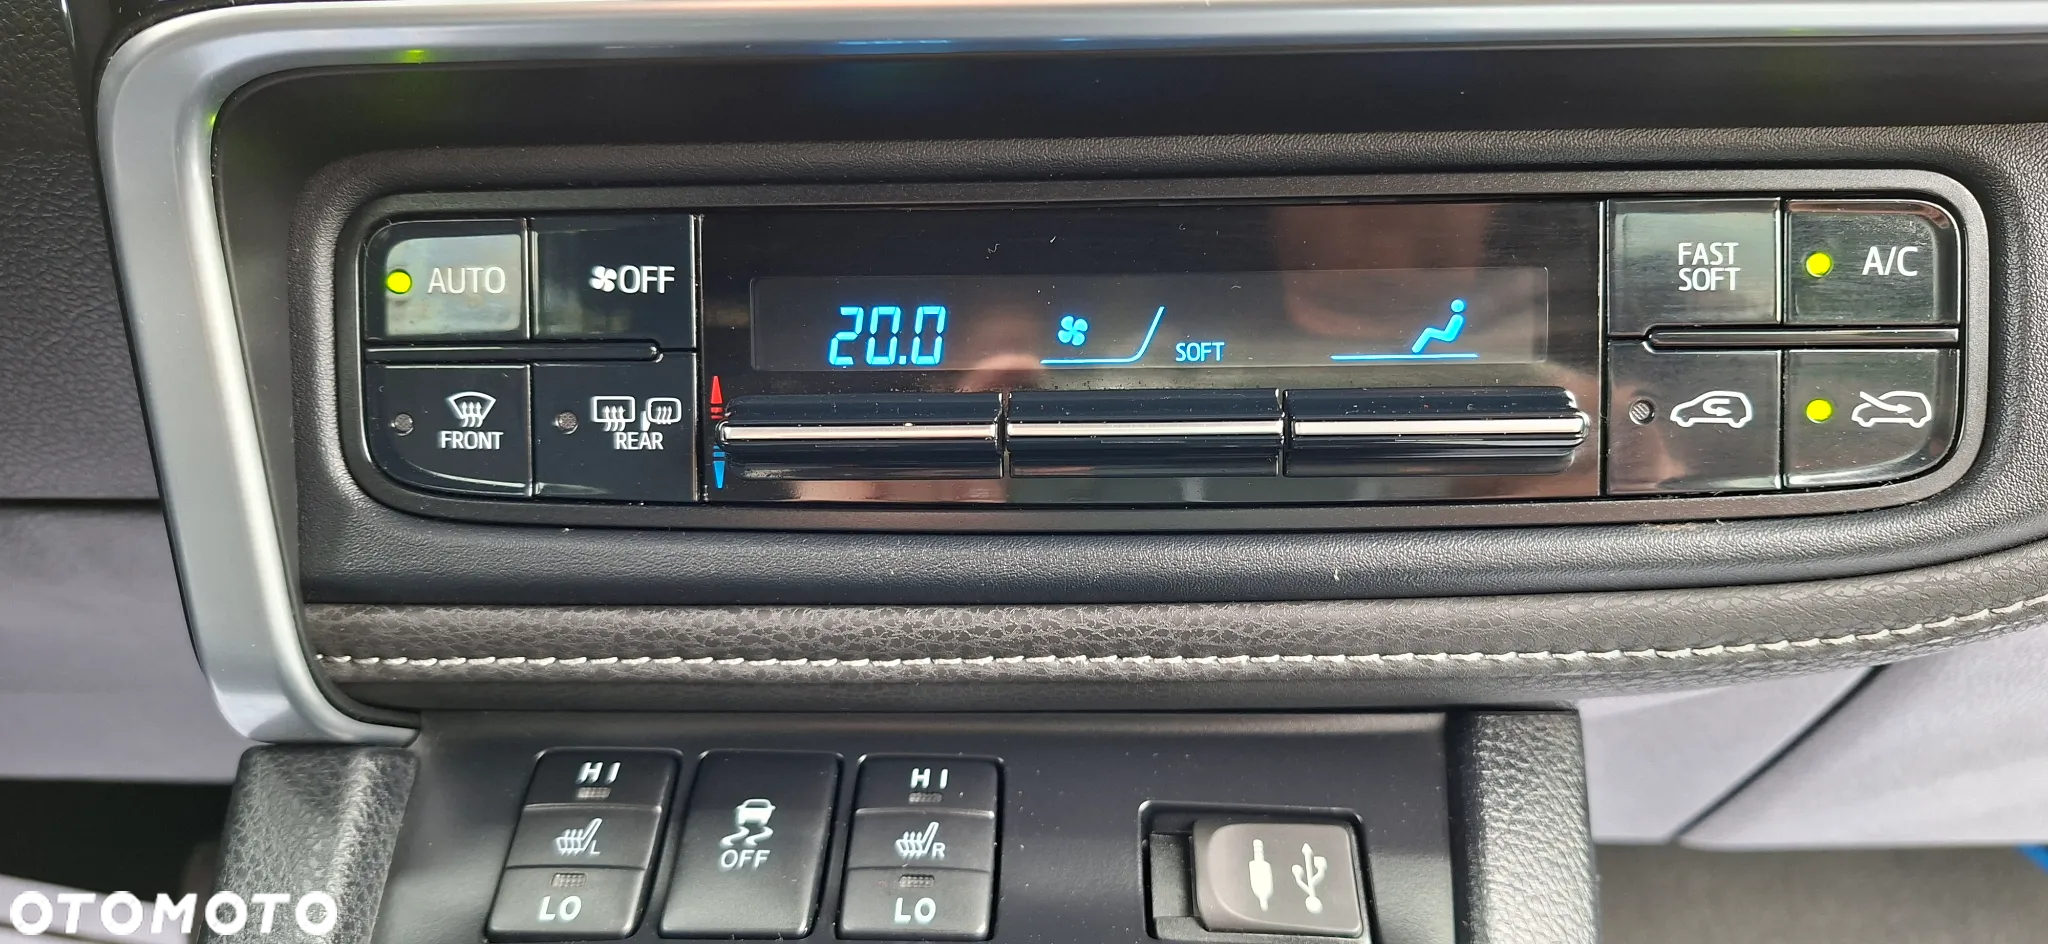 AUTO
OFF
FRONT
REAR
20.0
SOFT
FAST
SOFT
A/C
HI
L
LO
OFF
HI
R
LO
OTOMOTO